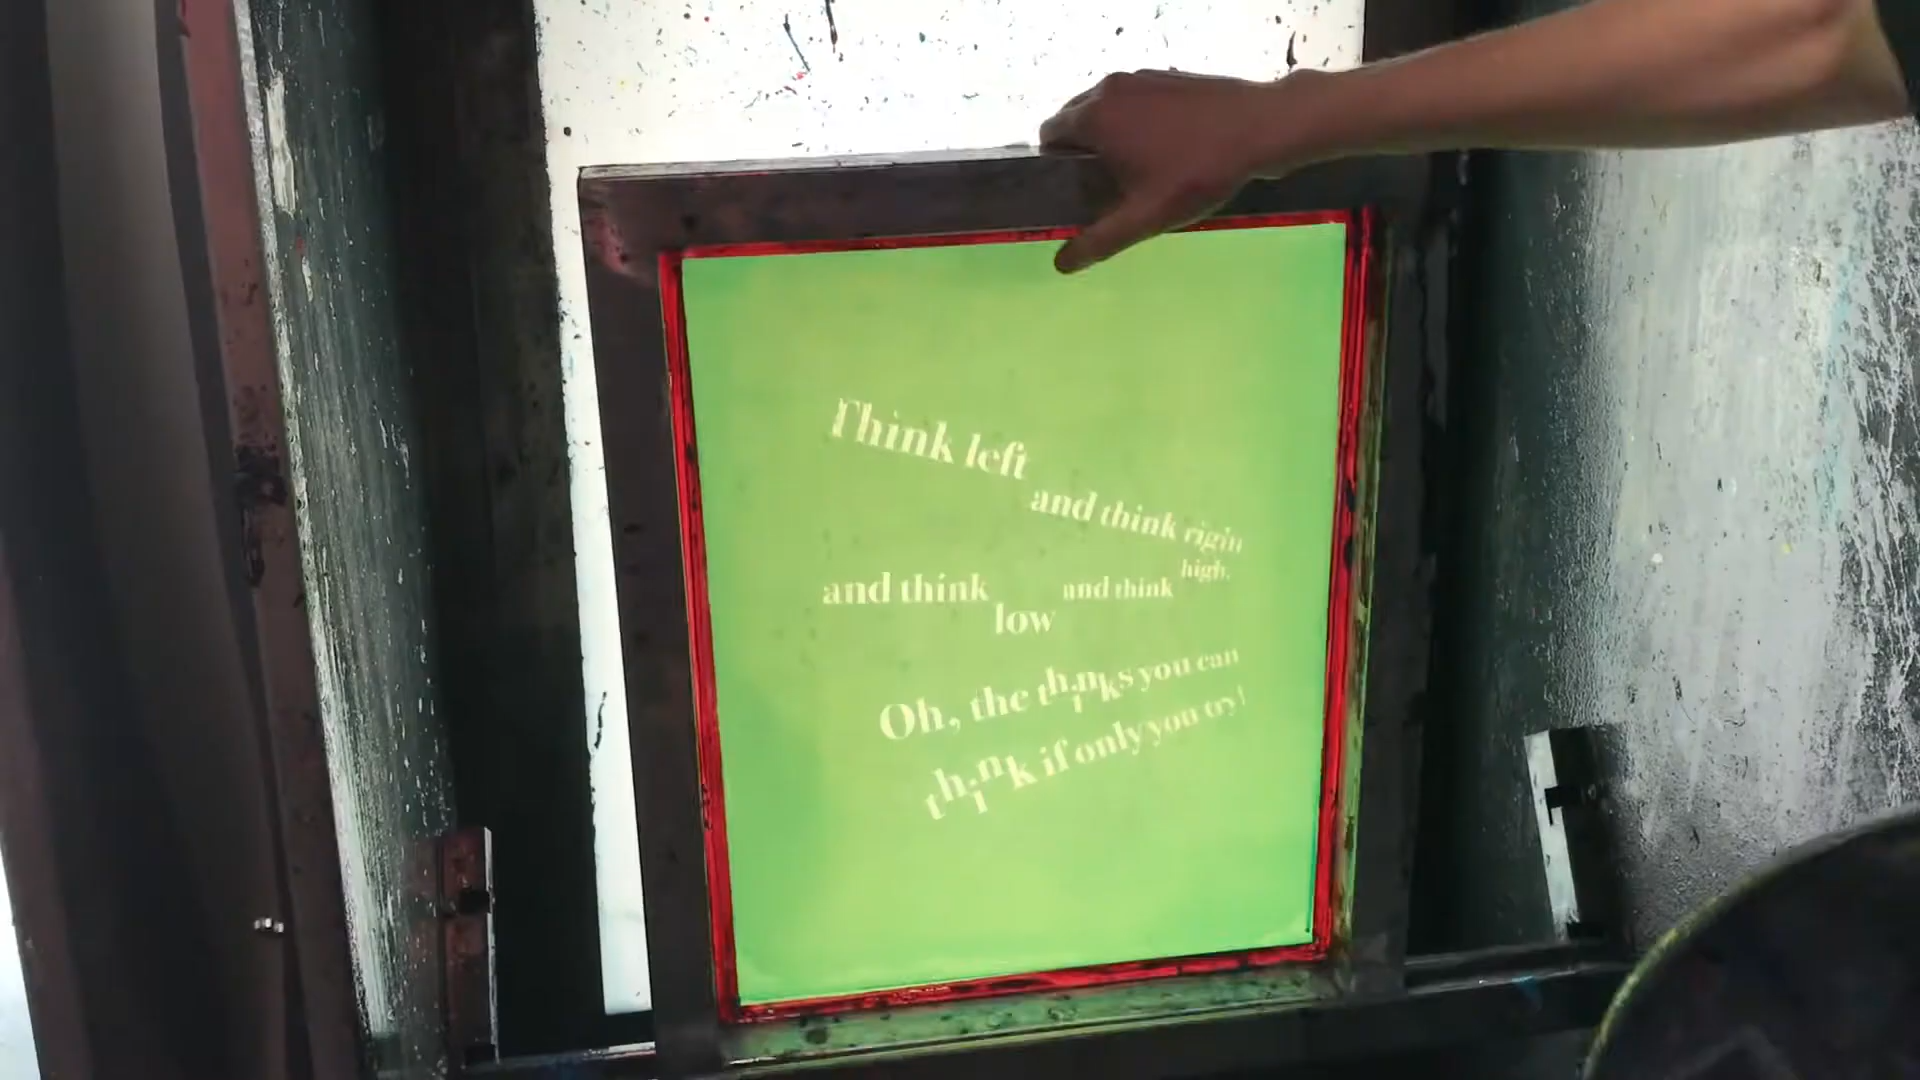 Think left
and think right
and think low and think high.
Oh, the thinks you can
think if only you try!